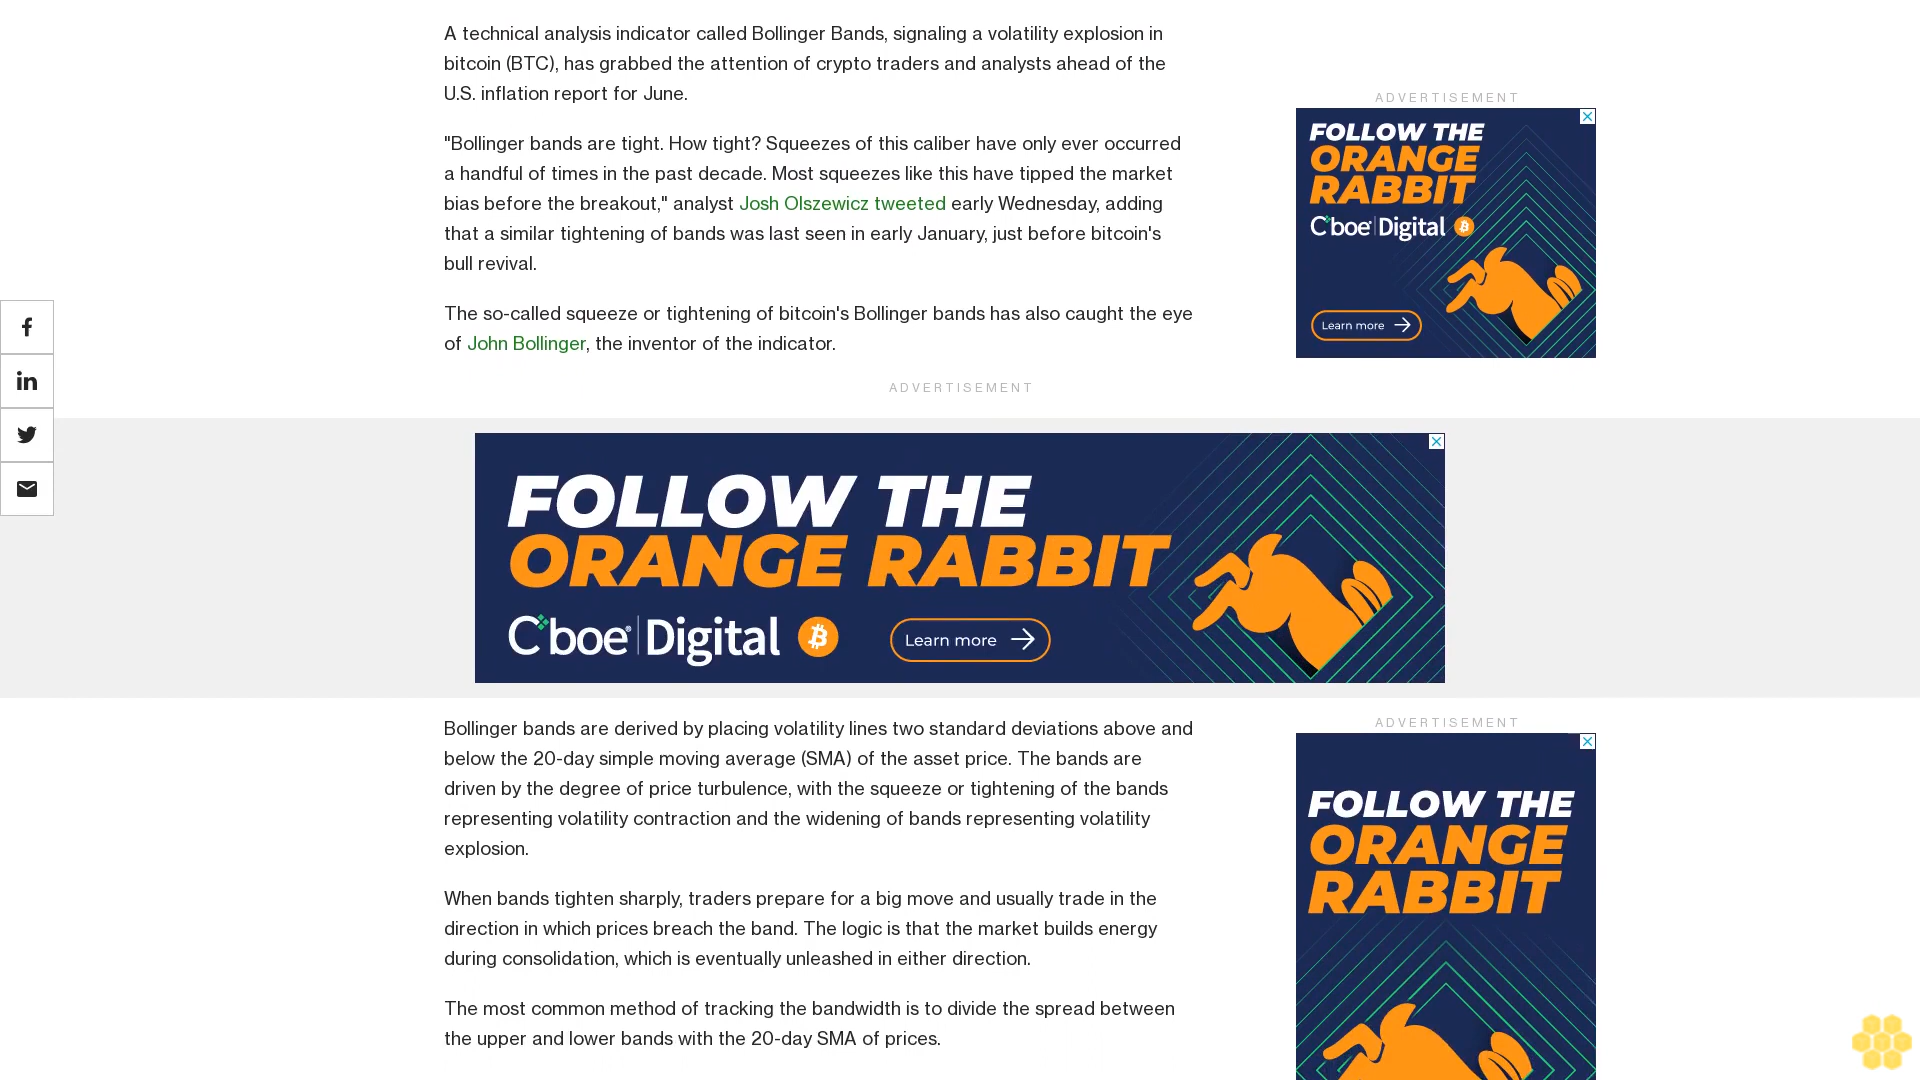 A technical analysis indicator called Bollinger Bands, signaling a volatility explosion in
bitcoin (BTC), has grabbed the attention of crypto traders and analysts ahead of the
U.S. inflation report for June.
"Bollinger bands are tight. How tight? Squeezes of this caliber have only ever occurred
a handful of times in the past decade. Most squeezes like this have tipped the market
bias before the breakout," analyst Josh Olszewicz tweeted early Wednesday, adding
that a similar tightening of bands was last seen in early January, just before bitcoin's
bull revival.
The so-called squeeze or tightening of bitcoin's Bollinger bands has also caught the eye
of John Bollinger, the inventor of the indicator.
ADVERTISEMENT
FOLLOW THE
ORANGE
RABBIT
Cboe Digital
Learn more
ADVERTISEMENT
FOLLOW THE
ORANGE RABBIT
Cboe® Digital
Learn more
Bollinger bands are derived by placing volatility lines two standard deviations above and
below the 20-day simple moving average (SMA) of the asset price. The bands are
driven by the degree of price turbulence, with the squeeze or tightening of the bands
representing volatility contraction and the widening of bands representing volatility
explosion.
When bands tighten sharply, traders prepare for a big move and usually trade in the
direction in which prices breach the band. The logic is that the market builds energy
during consolidation, which is eventually unleashed in either direction.
The most common method of tracking the bandwidth is to divide the spread between
the upper and lower bands with the 20-day SMA of prices.
ADVERTISEMENT
FOLLOW THE
ORANGE
RABBIT